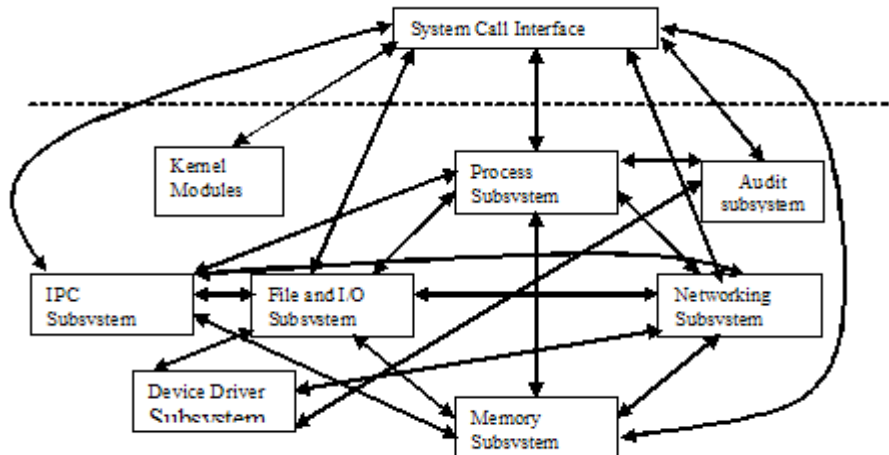 System Call Interface
Kernel
Modules
Process
Subsystem
Audit
subsystem
IPC
Subsystem
File and I/O
Subsystem
Networking
Subsystem
Device Driver
Subsystem
Memory
Subsystem